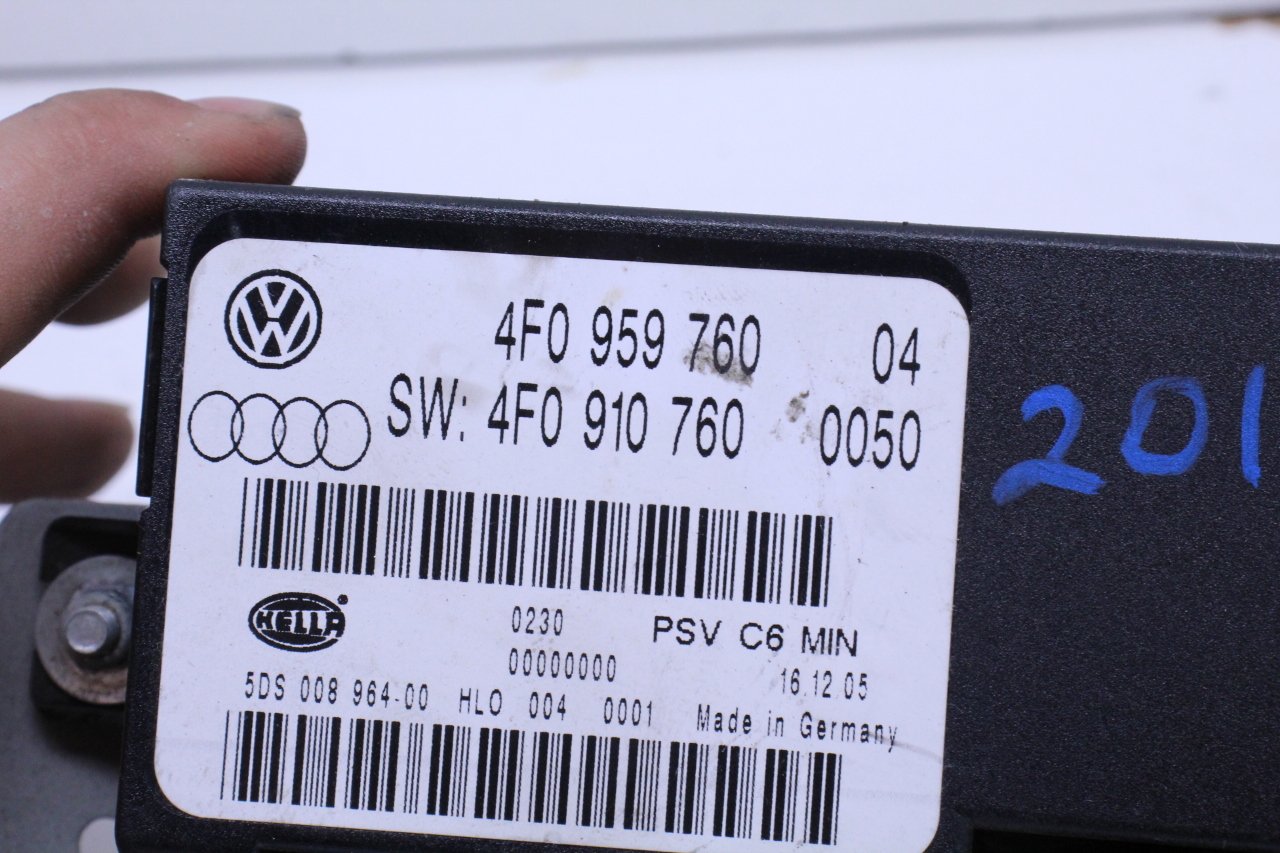 4F0 959 760 04
SW: 4F0 910 760 0050
201
HELLA
0230 PSV C6 MIN
00000000 16.12.05
5DS 008 964-00 HLO 004 0001 Made in Germany